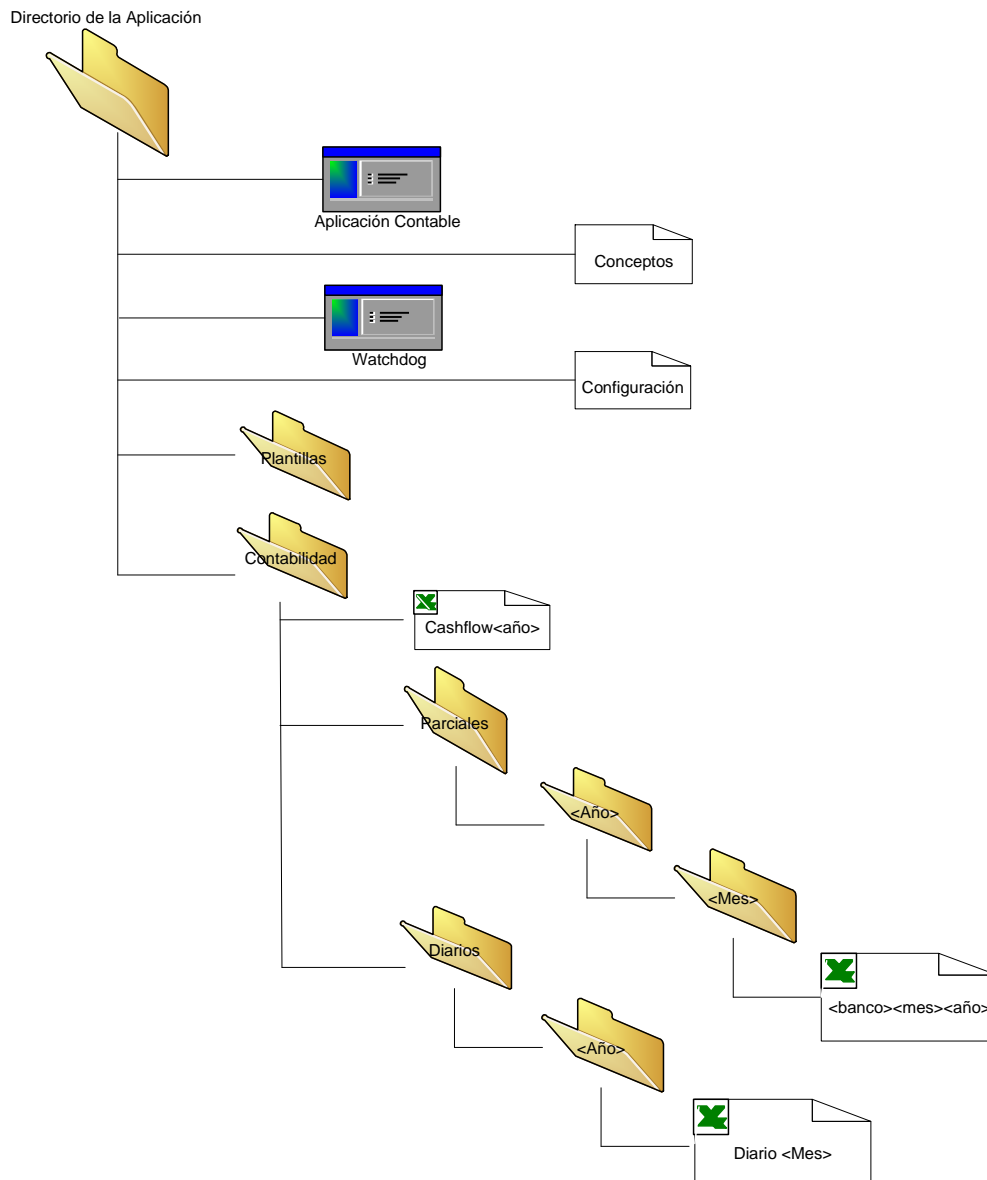 Directorio de la Aplicación
Aplicación Contable
Conceptos
Watchdog
Configuración
Plantillas
Contabilidad
Cashflow<año>
Parciales
<Año>
<Mes>
<banco><mes><año>
Diarios
<Año>
Diario <Mes>